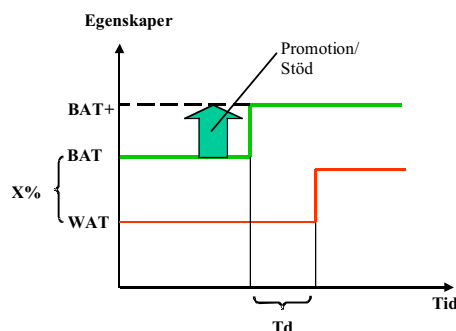 Egenskaper
Promotion/
Stöd
BAT+
BAT
X%
WAT
Tid
Td